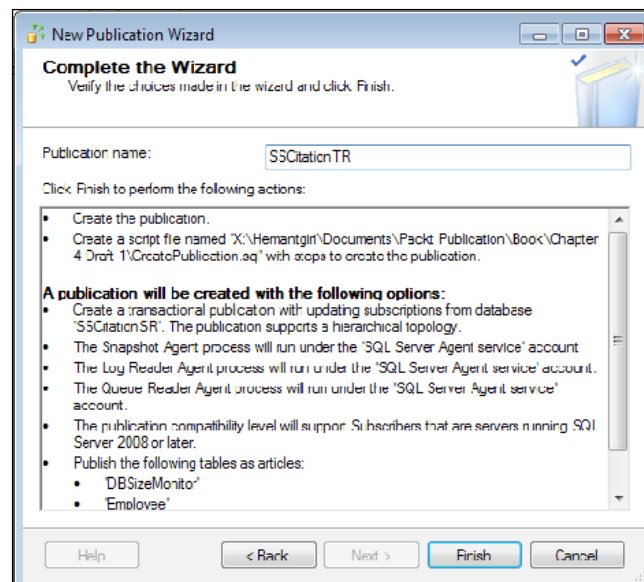 New Publication Wizard
Complete the Wizard
Verify the choices made in the wizard and click Finish.
Publication name:
SSCitationTR
Click Finish to perform the following actions:
• Create the publication.
• Create a script file named "X:\Hemantgiri\Documents\Packt Publication\Book\Chapter
4 Draft 1\CreatePublication.sql" with steps to create the publication.
A publication will be created with the following options:
• Create a transactional publication with updating subscriptions from database
'SSCitationSR'. The publication supports a hierarchical topology.
• The Snapshot Agent process will run under the 'SQL Server Agent service' account
• The Log Reader Agent process will run under the 'SQL Server Agent service' account.
• The Queue Reader Agent process will run under the 'SQL Server Agent service'
account.
• The publication compatibility level will support Subscribers that are servers running SQL
Server 2008 or later.
• Publish the following tables as articles:
• 'DBSizeMonitor'
• 'Employee'
Help
< Back
Next >
Finish
Cancel